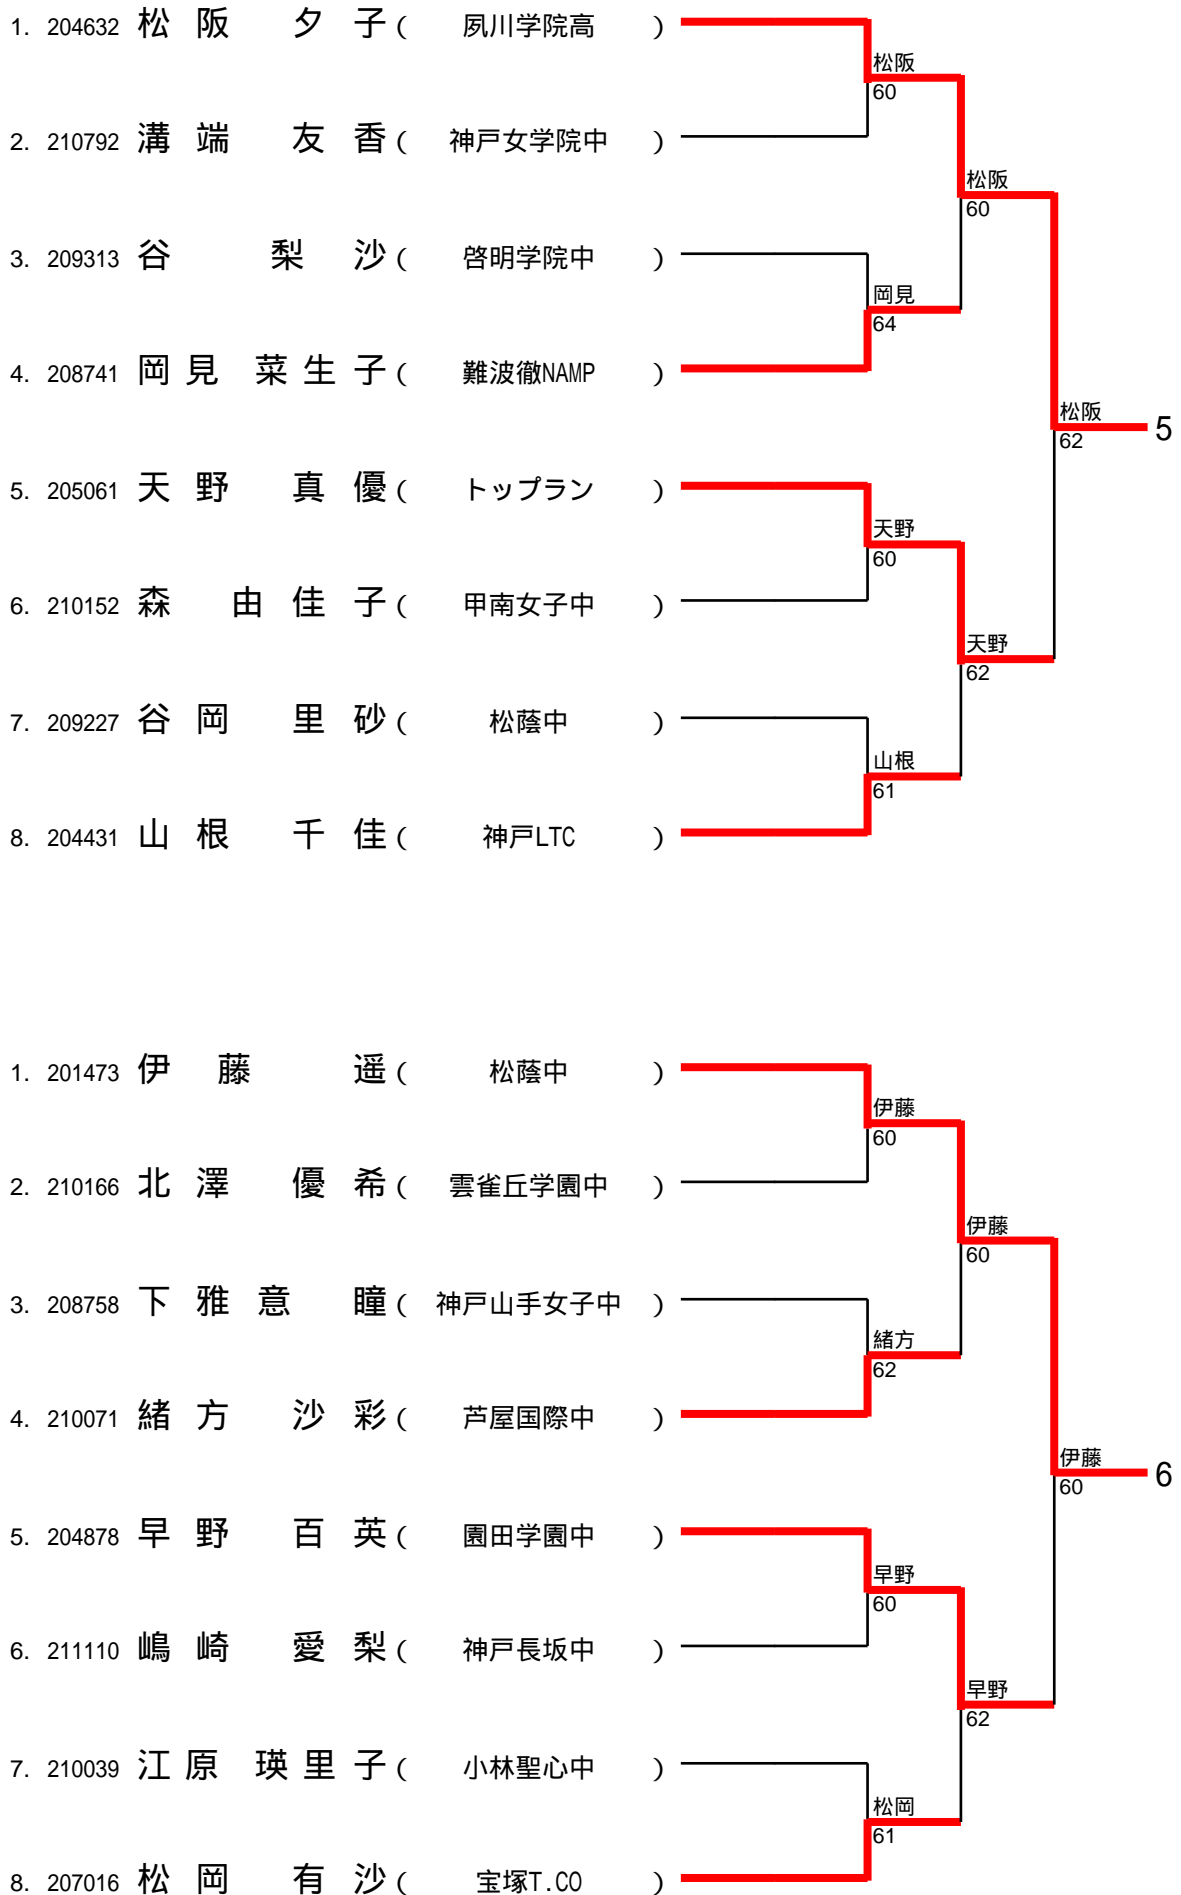 1. 204632 松阪 夕子 ( 夙川学院高 )
松阪
60
2. 210792 溝端 友香 ( 神戸女学院中 )
松阪
60
3. 209313 谷 梨沙 ( 啓明学院中 )
岡見
64
4. 208741 岡見 菜生子 ( 難波徹NAMP )
松阪
62
5
5. 205061 天野 真優 ( トップラン )
天野
60
6. 210152 森 由佳子 ( 甲南女子中 )
天野
62
7. 209227 谷岡 里砂 ( 松蔭中 )
山根
61
8. 204431 山根 千佳 ( 神戸LTC )
1. 201473 伊藤 遥 ( 松蔭中 )
伊藤
60
2. 210166 北澤 優希 ( 雲雀丘学園中 )
伊藤
60
3. 208758 下雅意 瞳 ( 神戸山手女子中 )
緒方
62
4. 210071 緒方 沙彩 ( 芦屋国際中 )
伊藤
60
6
5. 204878 早野 百英 ( 園田学園中 )
早野
60
6. 211110 嶋崎 愛梨 ( 神戸長坂中 )
早野
62
7. 210039 江原 瑛里子 ( 小林聖心中 )
松岡
61
8. 207016 松岡 有沙 ( 宝塚T.CO )